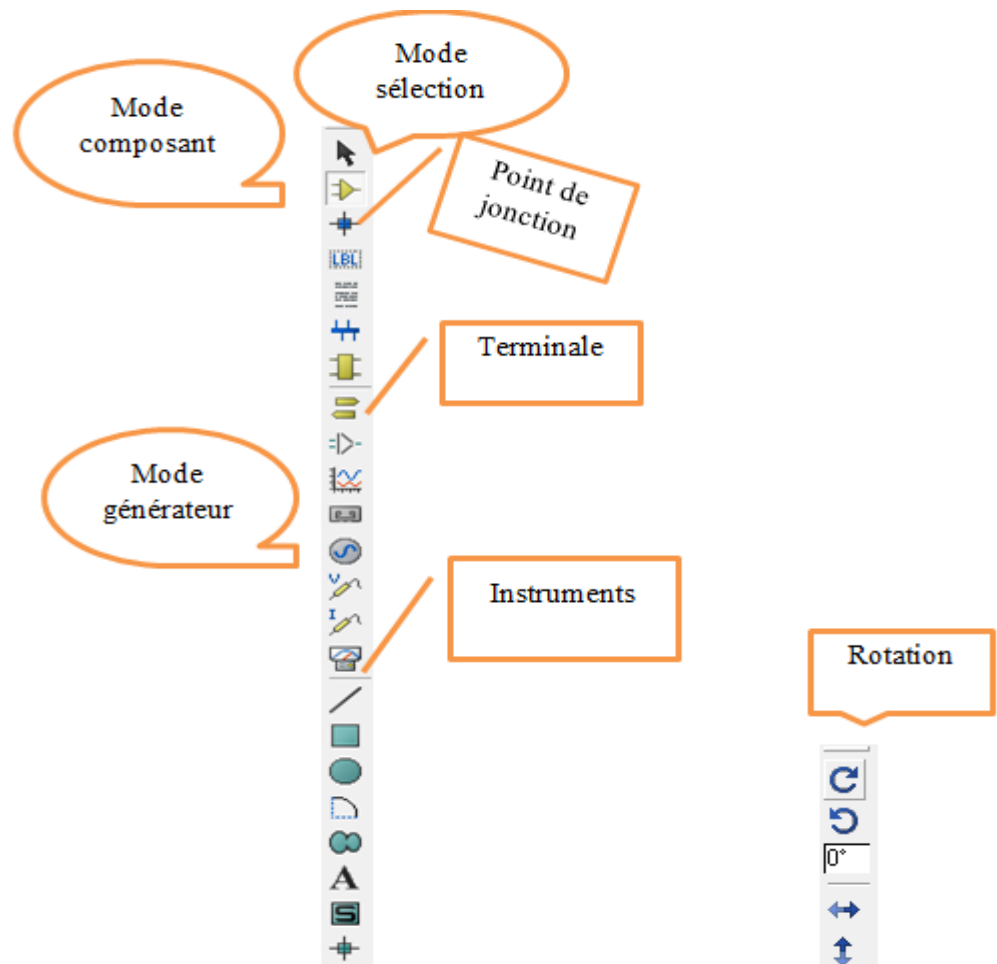 Mode
sélection
Mode
composant
Point de
jonction
LBL
Terminale
Mode
générateur
V
I
Instruments
Rotation
A
S
0°